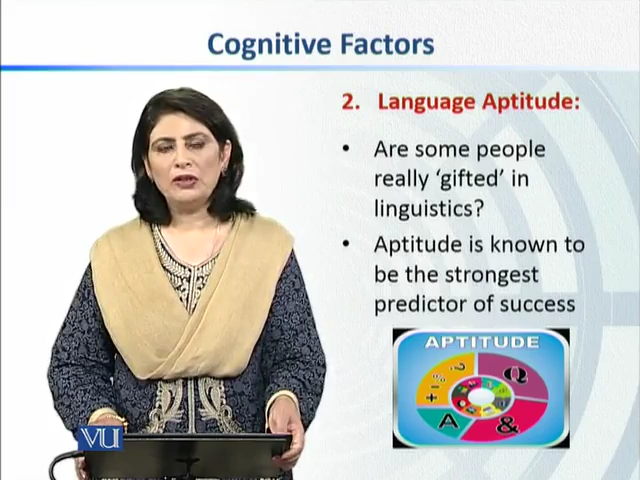 Cognitive Factors
2. Language Aptitude:
• Are some people
really ‘gifted’ in
linguistics?
• Aptitude is known to
be the strongest
predictor of success
APTITUDE
?
Q
A
&
VU